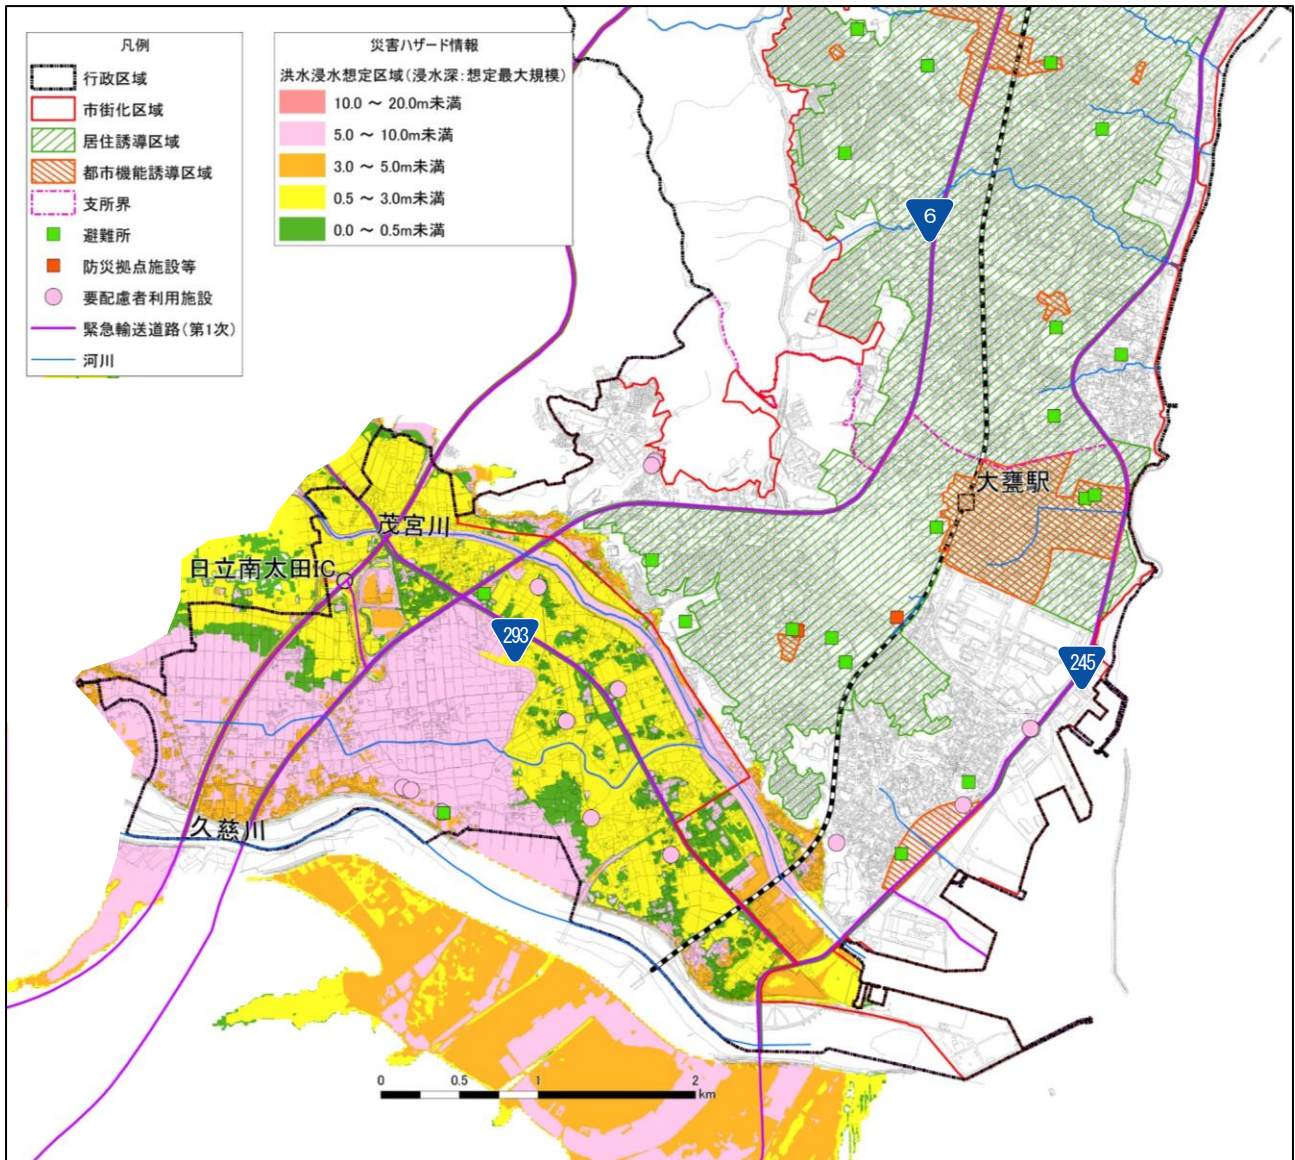 凡例
行政区域
市街化区域
居住誘導区域
都市機能誘導区域
支所界
避難所
防災拠点施設等
要配慮者利用施設
緊急輸送道路(第1次)
河川
災害ハザード情報
洪水浸水想定区域(浸水深:想定最大規模)
10.0 ～ 20.0m未満
5.0 ～ 10.0m未満
3.0 ～ 5.0m未満
0.5 ～ 3.0m未満
0.0 ～ 0.5m未満
6
大甕駅
茂宮川
日立南太田IC
293
245
久慈川
0 0.5 1 2
km